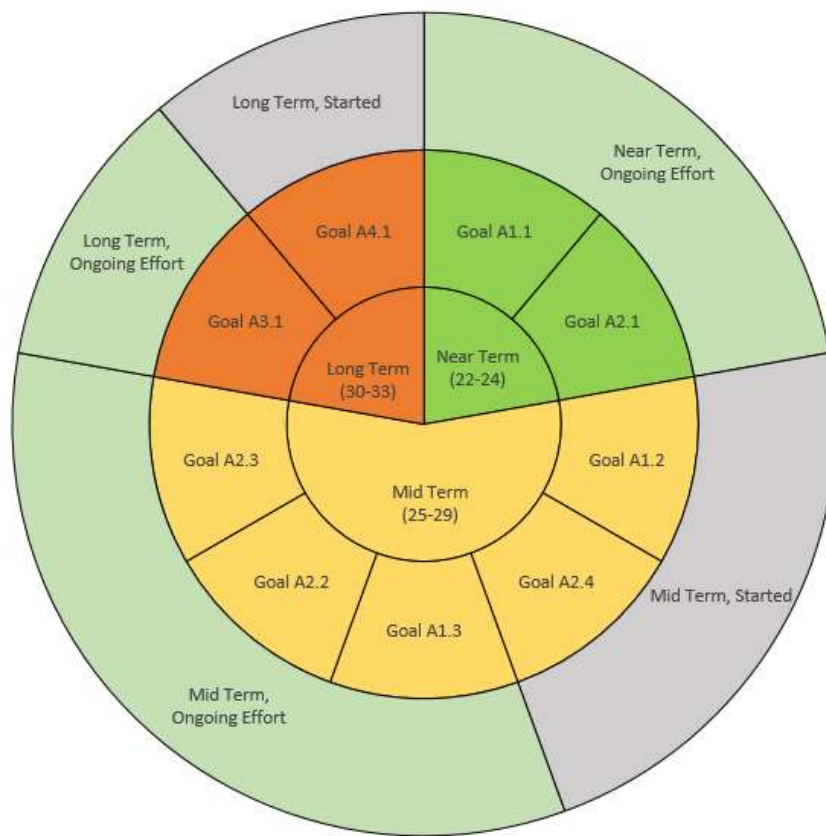 Long Term, Started
Near Term,
Ongoing Effort
Long Term,
Ongoing Effort
Goal A4.1
Goal A1.1
Goal A3.1
Goal A2.1
Long Term
(30-33)
Near Term
(22-24)
Goal A2.3
Goal A1.2
Mid Term
(25-29)
Goal A2.2
Goal A2.4
Mid Term, Started
Goal A1.3
Mid Term,
Ongoing Effort